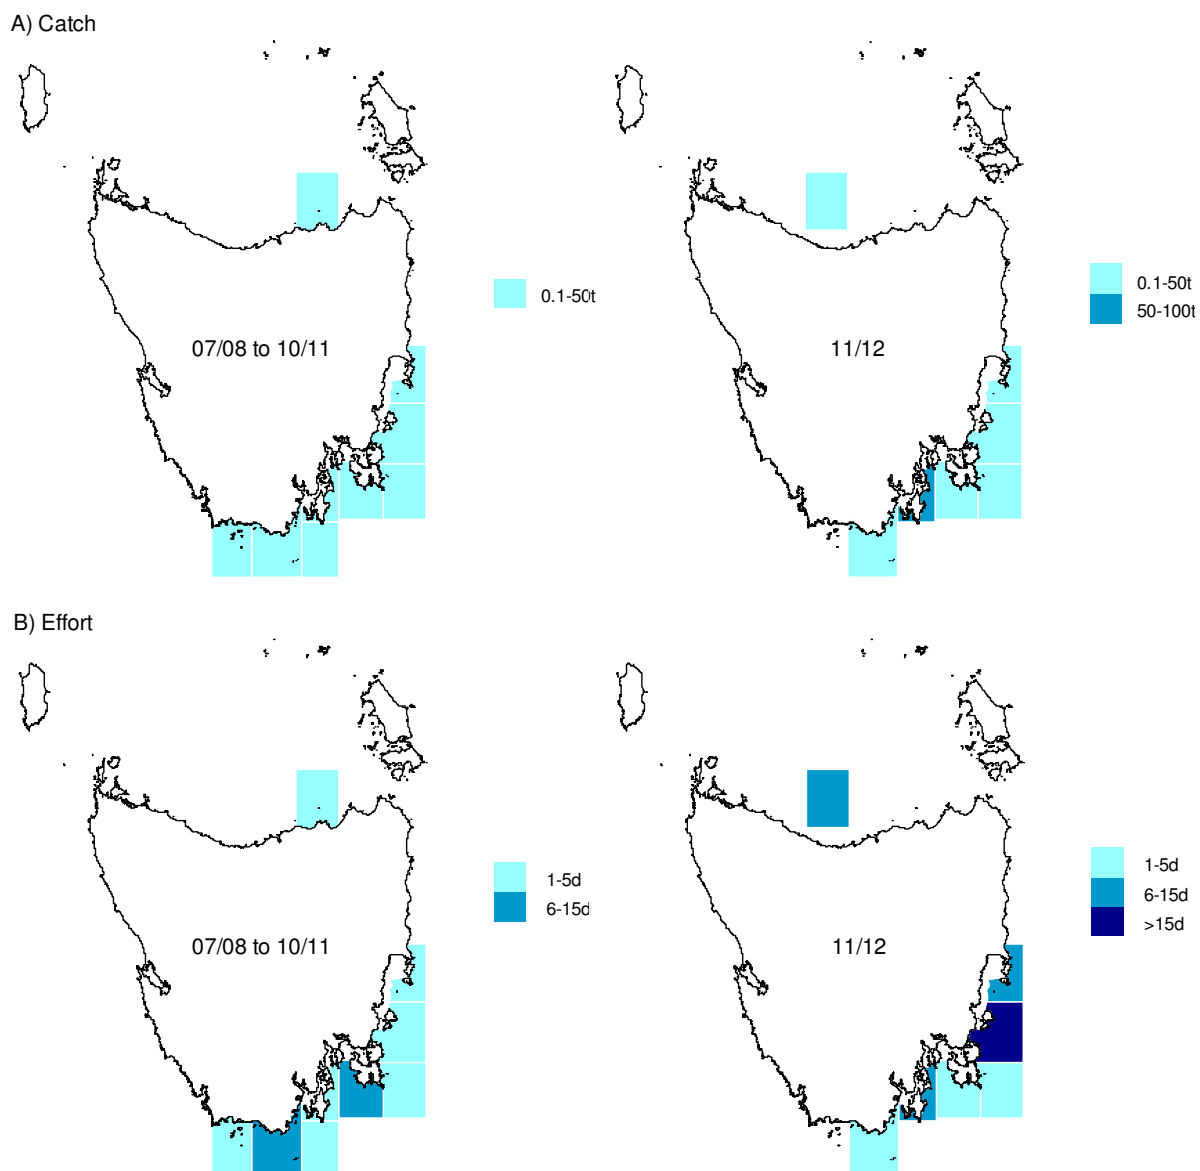 A) Catch
0.1-50t
07/08 to 10/11
0.1-50t
50-100t
11/12
B) Effort
1-5d
6-15d
07/08 to 10/11
1-5d
6-15d
>15d
11/12